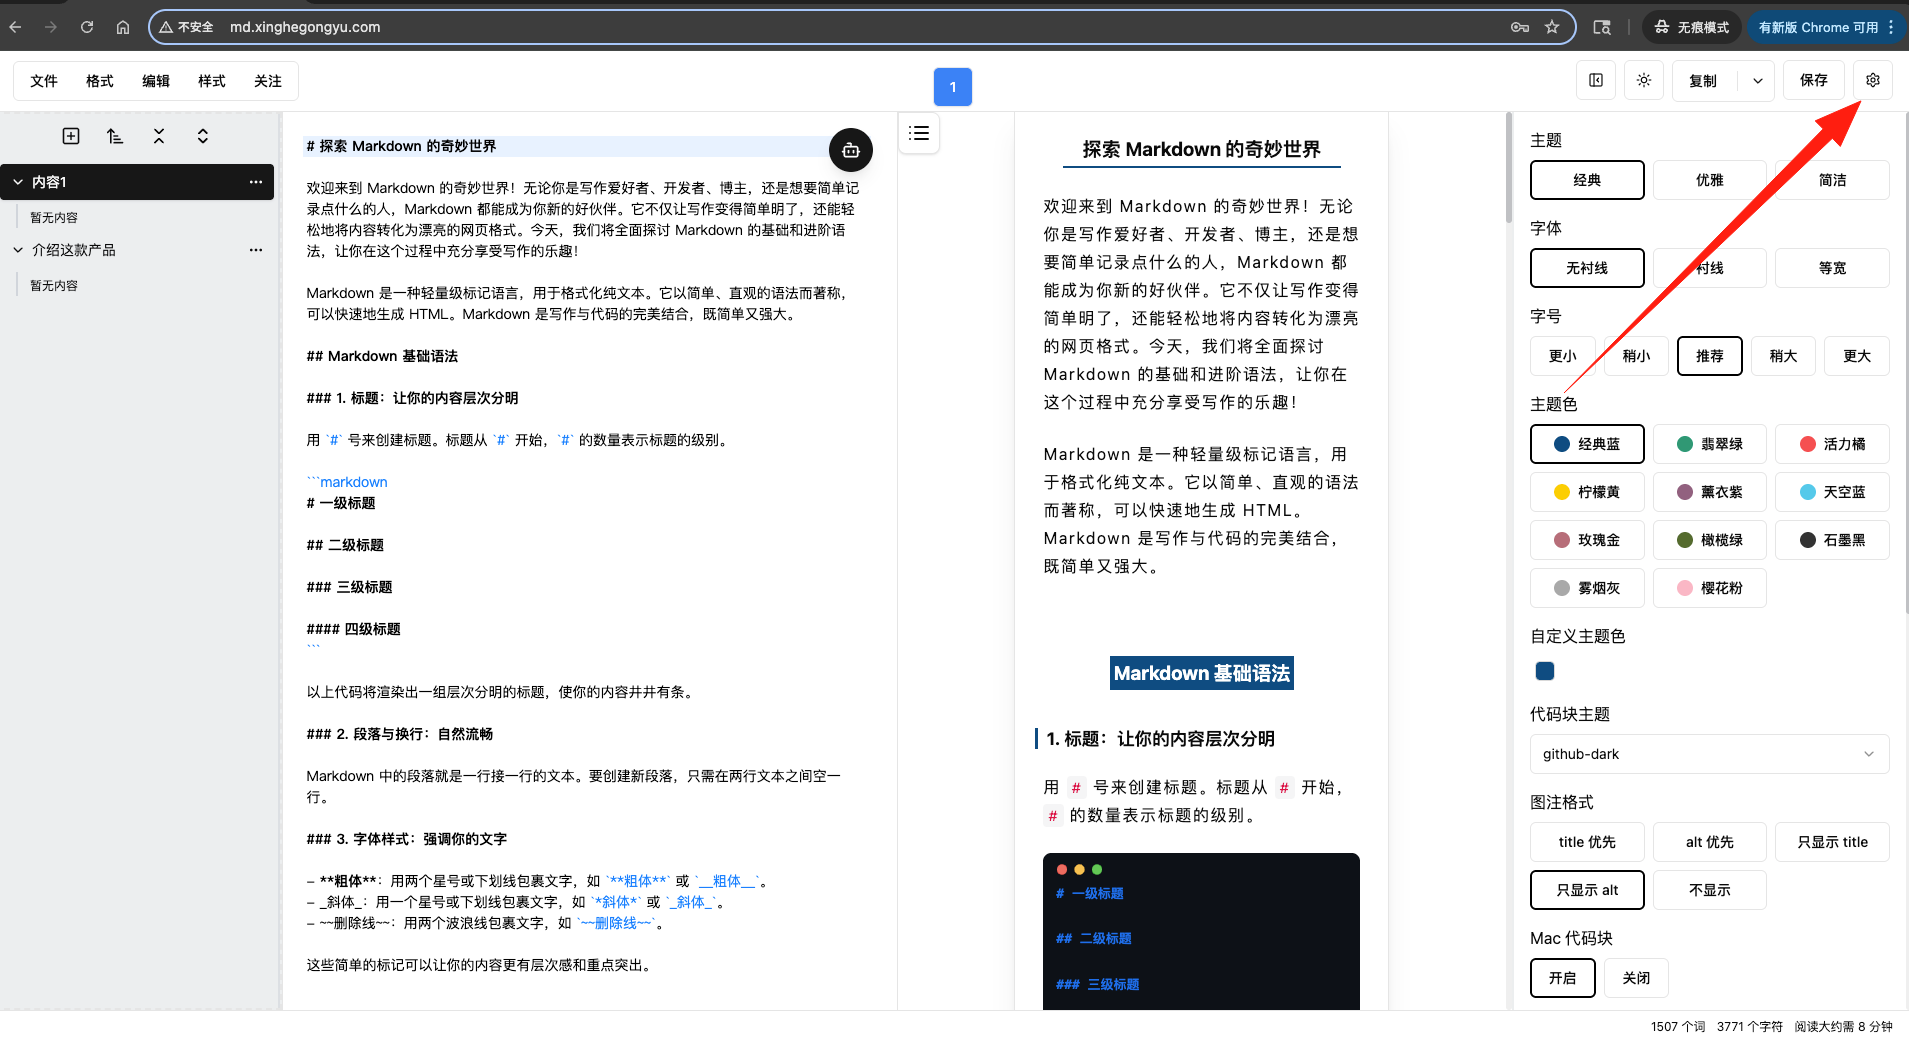 不安全
md.xinghegongyu.com
无痕模式
有新版 Chrome 可用
文件
格式
编辑
样式
关注
1
复制
保存
内容1
暂无内容
介绍这款产品
暂无内容
# 探索 Markdown 的奇妙世界
欢迎来到 Markdown 的奇妙世界！无论你是写作爱好者、开发者、博主，还是想要简单记
录点什么的人，Markdown 都能成为你新的好伙伴。它不仅让写作变得简单明了，还能轻
松地将内容转化为漂亮的网页格式。今天，我们将全面探讨 Markdown 的基础和进阶语
法，让你在这个过程中充分享受写作的乐趣！
Markdown 是一种轻量级标记语言，用于格式化纯文本。它以简单、直观的语法而著称，
可以快速地生成 HTML。Markdown 是写作与代码的完美结合，既简单又强大。
## Markdown 基础语法
### 1. 标题：让你的内容层次分明
用 `#` 号来创建标题。标题从 `#` 开始，`#` 的数量表示标题的级别。
```markdown
# 一级标题
## 二级标题
### 三级标题
#### 四级标题
```
以上代码将渲染出一组层次分明的标题，使你的内容井井有条。
### 2. 段落与换行：自然流畅
Markdown 中的段落就是一行接一行的文本。要创建新段落，只需在两行文本之间空一
行。
### 3. 字体样式：强调你的文字
- **粗体**：用两个星号或下划线包裹文字，如 `**粗体**` 或 `__粗体__`。
- _斜体_：用一个星号或下划线包裹文字，如 `*斜体*` 或 `_斜体_`。
- ~~删除线~~：用两个波浪线包裹文字，如 `~~删除线~~`。
这些简单的标记可以让你的内容更有层次感和重点突出。
探索 Markdown 的奇妙世界
欢迎来到 Markdown 的奇妙世界！无论
你是写作爱好者、开发者、博主，还是想
要简单记录点什么的人，Markdown 都
能成为你新的好伙伴。它不仅让写作变得
简单明了，还能轻松地将内容转化为漂亮
的网页格式。今天，我们将全面探讨
Markdown 的基础和进阶语法，让你在
这个过程中充分享受写作的乐趣！
Markdown 是一种轻量级标记语言，用
于格式化纯文本。它以简单、直观的语法
而著称，可以快速地生成 HTML。
Markdown 是写作与代码的完美结合，
既简单又强大。
Markdown 基础语法
1. 标题：让你的内容层次分明
用 # 号来创建标题。标题从 # 开始，
# 的数量表示标题的级别。
# 一级标题
## 二级标题
### 三级标题
主题
经典
优雅
简洁
字体
无衬线
衬线
等宽
字号
更小
稍小
推荐
稍大
更大
主题色
经典蓝
翡翠绿
活力橘
柠檬黄
薰衣紫
天空蓝
玫瑰金
橄榄绿
石墨黑
雾烟灰
樱花粉
自定义主题色
代码块主题
github-dark
图注格式
title 优先
alt 优先
只显示 title
只显示 alt
不显示
Mac 代码块
开启
关闭
1507 个词
3771 个字符
阅读大约需 8 分钟